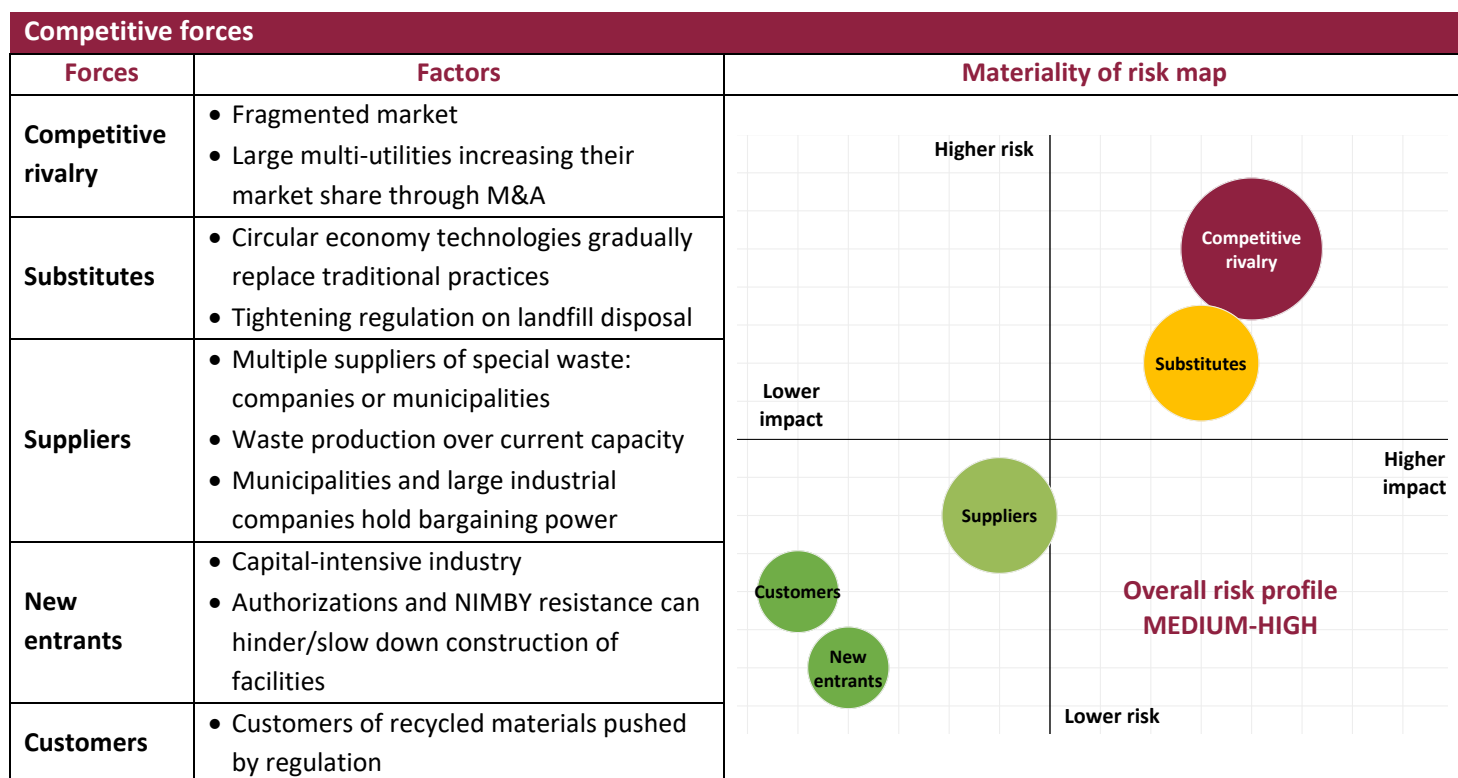 Competitive forces
Forces
Factors
Materiality of risk map
Competitive
rivalry
• Fragmented market
• Large multi-utilities increasing their
market share through M&A
Substitutes
• Circular economy technologies gradually
replace traditional practices
• Tightening regulation on landfill disposal
Suppliers
• Multiple suppliers of special waste:
companies or municipalities
• Waste production over current capacity
• Municipalities and large industrial
companies hold bargaining power
New
entrants
• Capital-intensive industry
• Authorizations and NIMBY resistance can
hinder/slow down construction of
facilities
Customers
• Customers of recycled materials pushed
by regulation
Higher risk
Competitive
rivalry
Substitutes
Lower
impact
Higher
impact
Suppliers
Customers
New
entrants
Overall risk profile
MEDIUM-HIGH
Lower risk